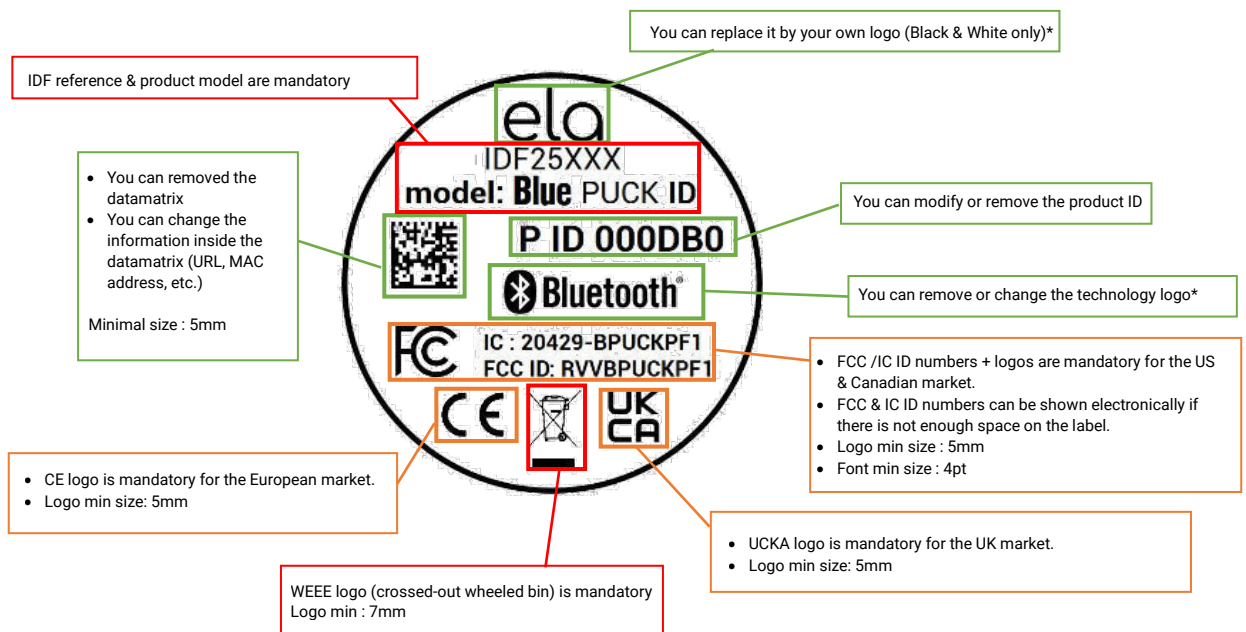 You can replace it by your own logo (Black & White only)*
IDF reference & product model are mandatory
ela
IDF25XXX
model: Blue PUCK ID
• You can removed the
datamatrix
• You can change the
information inside the
datamatrix (URL, MAC
address, etc.)
Minimal size : 5mm
P ID 000DB0
You can modify or remove the product ID
Bluetooth®
You can remove or change the technology logo*
FC
IC : 20429-BPUCKPF1
FCC ID: RVVBPUCKPF1
• FCC /IC ID numbers + logos are mandatory for the US
& Canadian market.
• FCC & IC ID numbers can be shown electronically if
there is not enough space on the label.
• Logo min size : 5mm
• Font min size : 4pt
CE
UK
CA
• CE logo is mandatory for the European market.
• Logo min size: 5mm
• UCKA logo is mandatory for the UK market.
• Logo min size: 5mm
WEEE logo (crossed-out wheeled bin) is mandatory
Logo min : 7mm